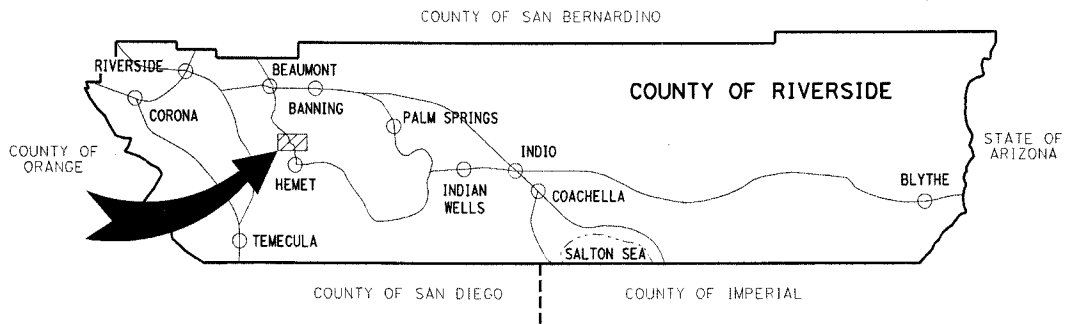 COUNTY OF SAN BERNARDINO
RIVERSIDE
BEAUMONT
COUNTY OF RIVERSIDE
CORONA
BANNING
PALM SPRINGS
COUNTY OF
ORANGE
STATE OF
ARIZONA
INDIO
HEMET
INDIAN
WELLS
COACHELLA
BLYTHE
TEMECULA
SALTON SEA
COUNTY OF SAN DIEGO
COUNTY OF IMPERIAL